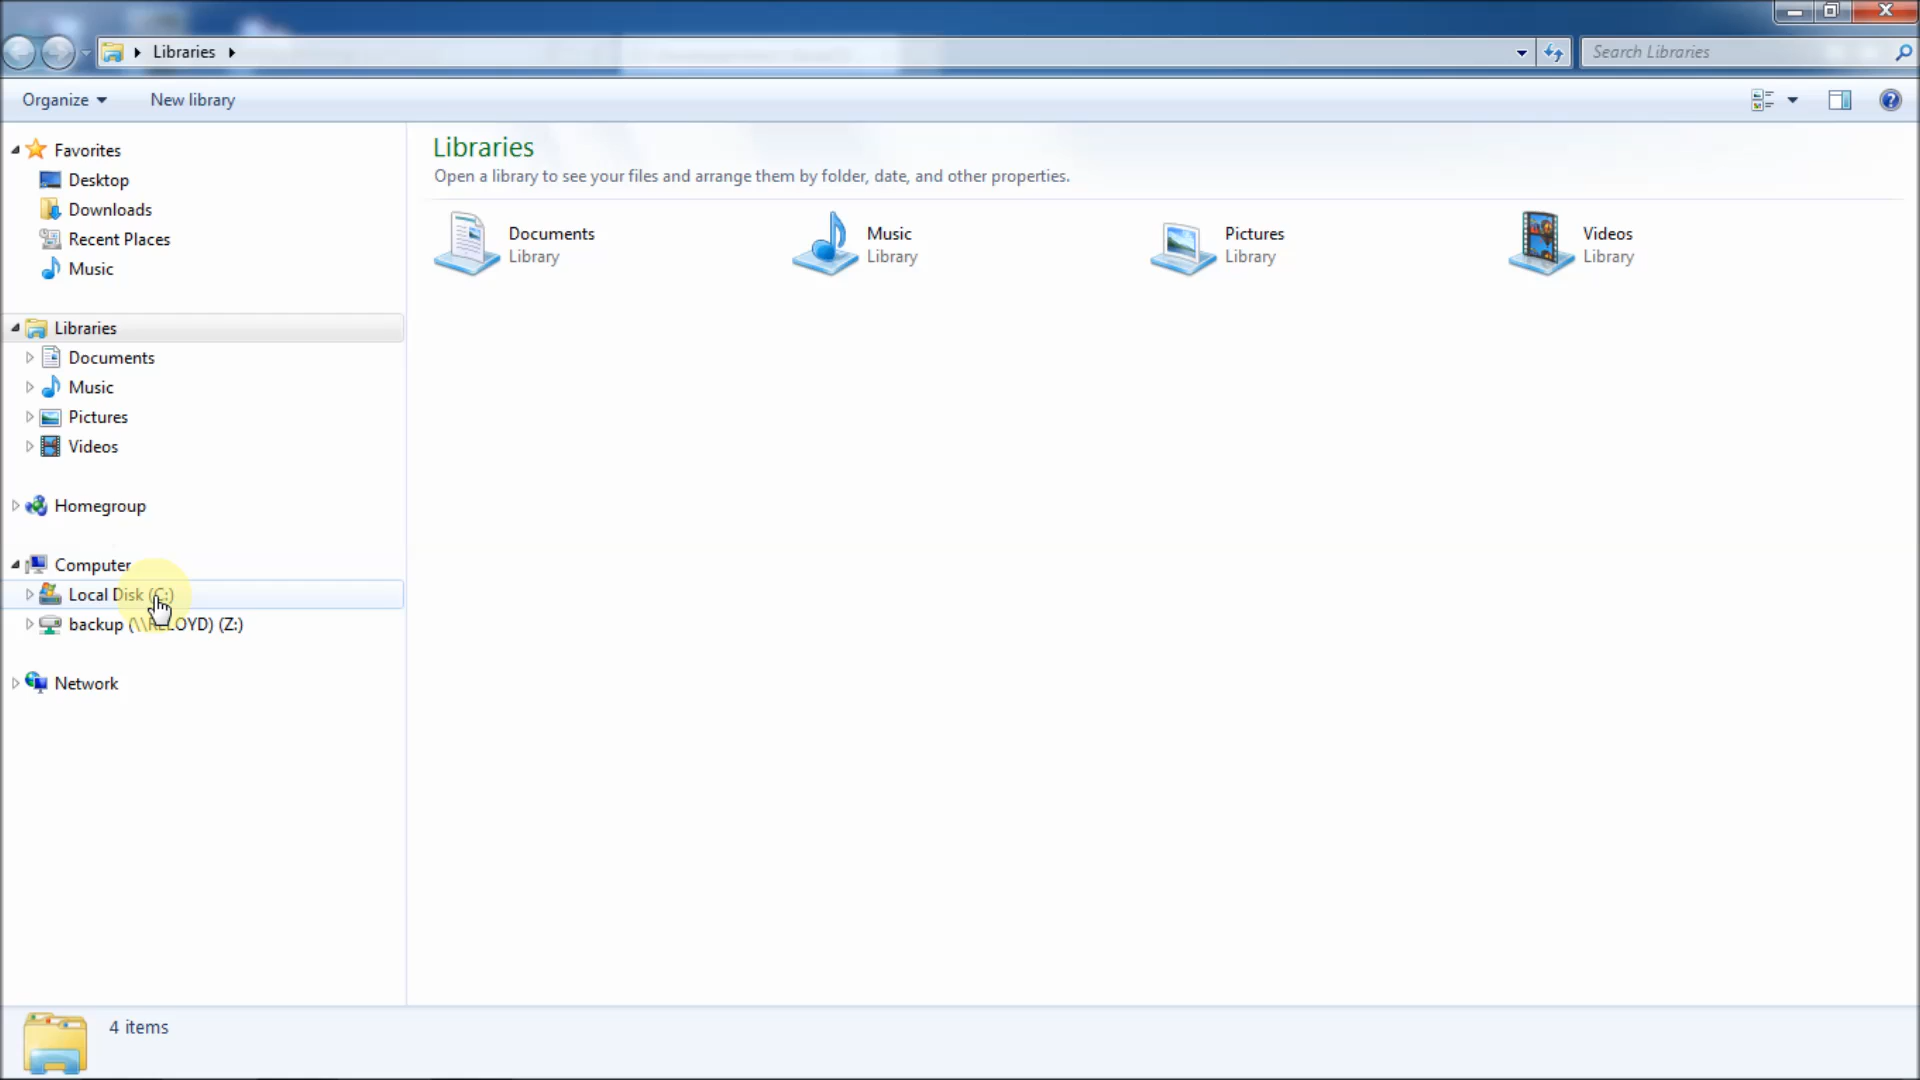 Libraries
Search Libraries
Organize
New library
Favorites
Desktop
Downloads
Recent Places
Music
Libraries
Documents
Music
Pictures
Videos
Homegroup
Computer
Local Disk (C:)
backup (\\RELOYD) (Z:)
Network
Libraries
Open a library to see your files and arrange them by folder, date, and other properties.
Documents
Library
Music
Library
Pictures
Library
Videos
Library
4 items